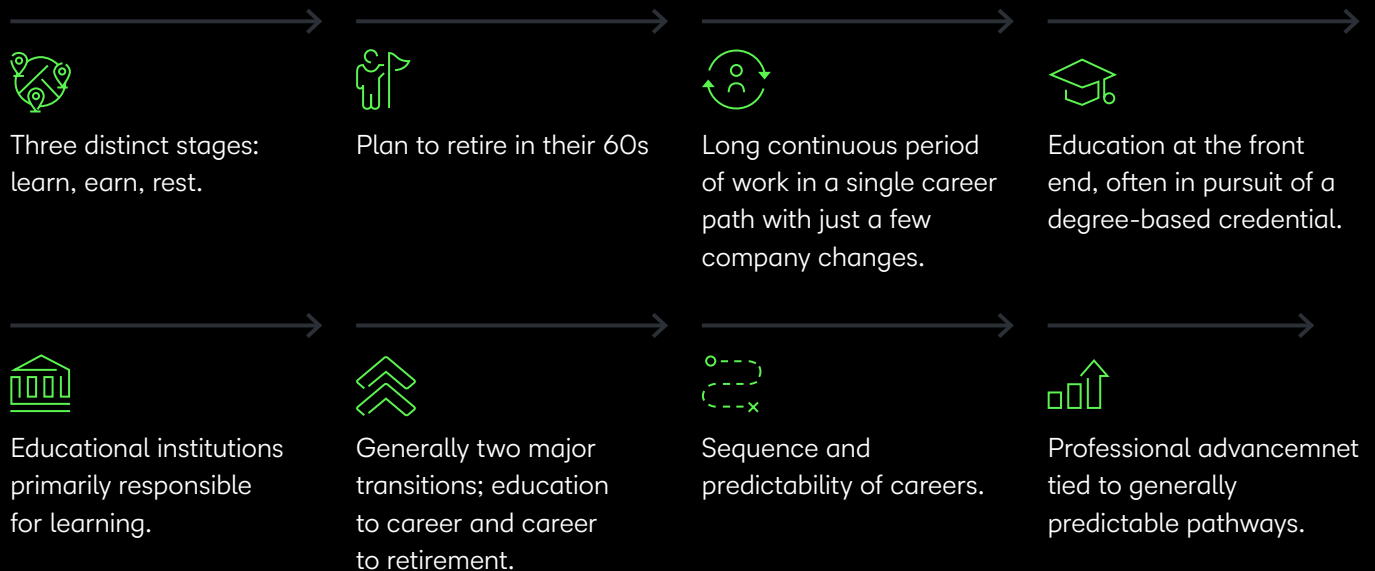 Three distinct stages:
learn, earn, rest.
Plan to retire in their 60s
Long continuous period
of work in a single career
path with just a few
company changes.
Education at the front
end, often in pursuit of a
degree-based credential.
Educational institutions
primarily responsible
for learning.
Generally two major
transitions; education
to career and career
to retirement.
Sequence and
predictability of careers.
Professional advancemnet
tied to generally
predictable pathways.